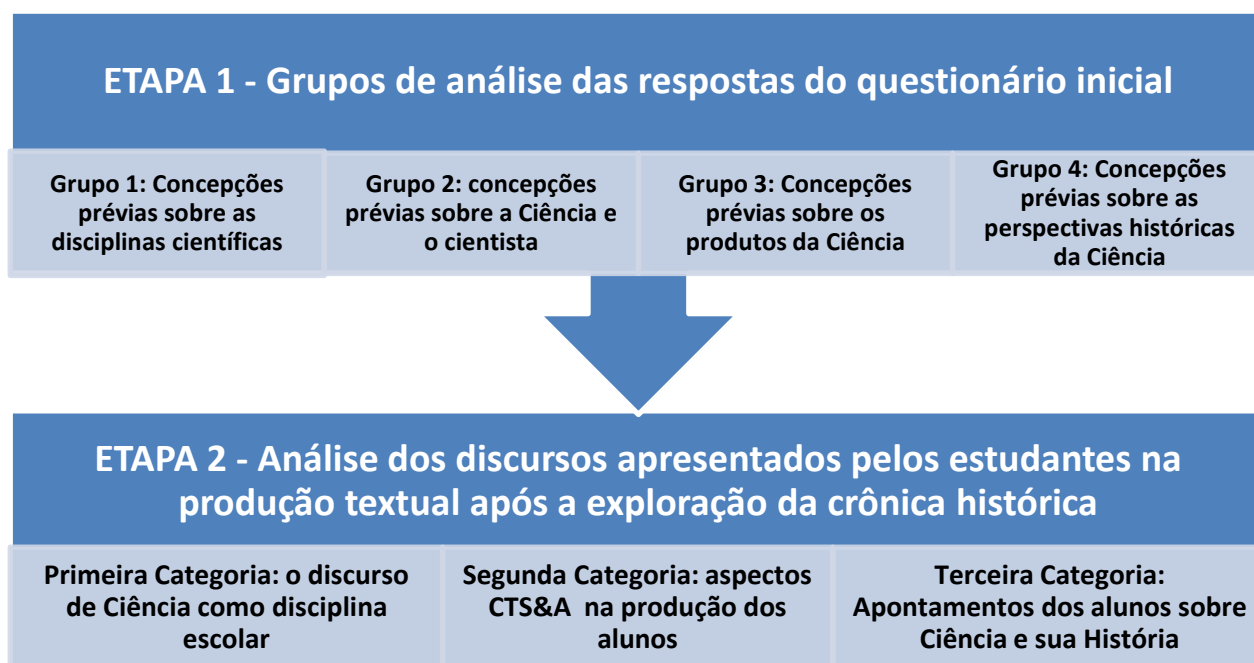 ETAPA 1 - Grupos de análise das respostas do questionário inicial
Grupo 1: Concepções
prévias sobre as
disciplinas científicas
Grupo 2: concepções
prévias sobre a Ciência e
o cientista
Grupo 3: Concepções
prévias sobre os
produtos da Ciência
Grupo 4: Concepções
prévias sobre as
perspectivas históricas
da Ciência
ETAPA 2 - Análise dos discursos apresentados pelos estudantes na
produção textual após a exploração da crônica histórica
Primeira Categoria: o discurso
de Ciência como disciplina
escolar
Segunda Categoria: aspectos
CTS&A na produção dos
alunos
Terceira Categoria:
Apontamentos dos alunos sobre
Ciência e sua História